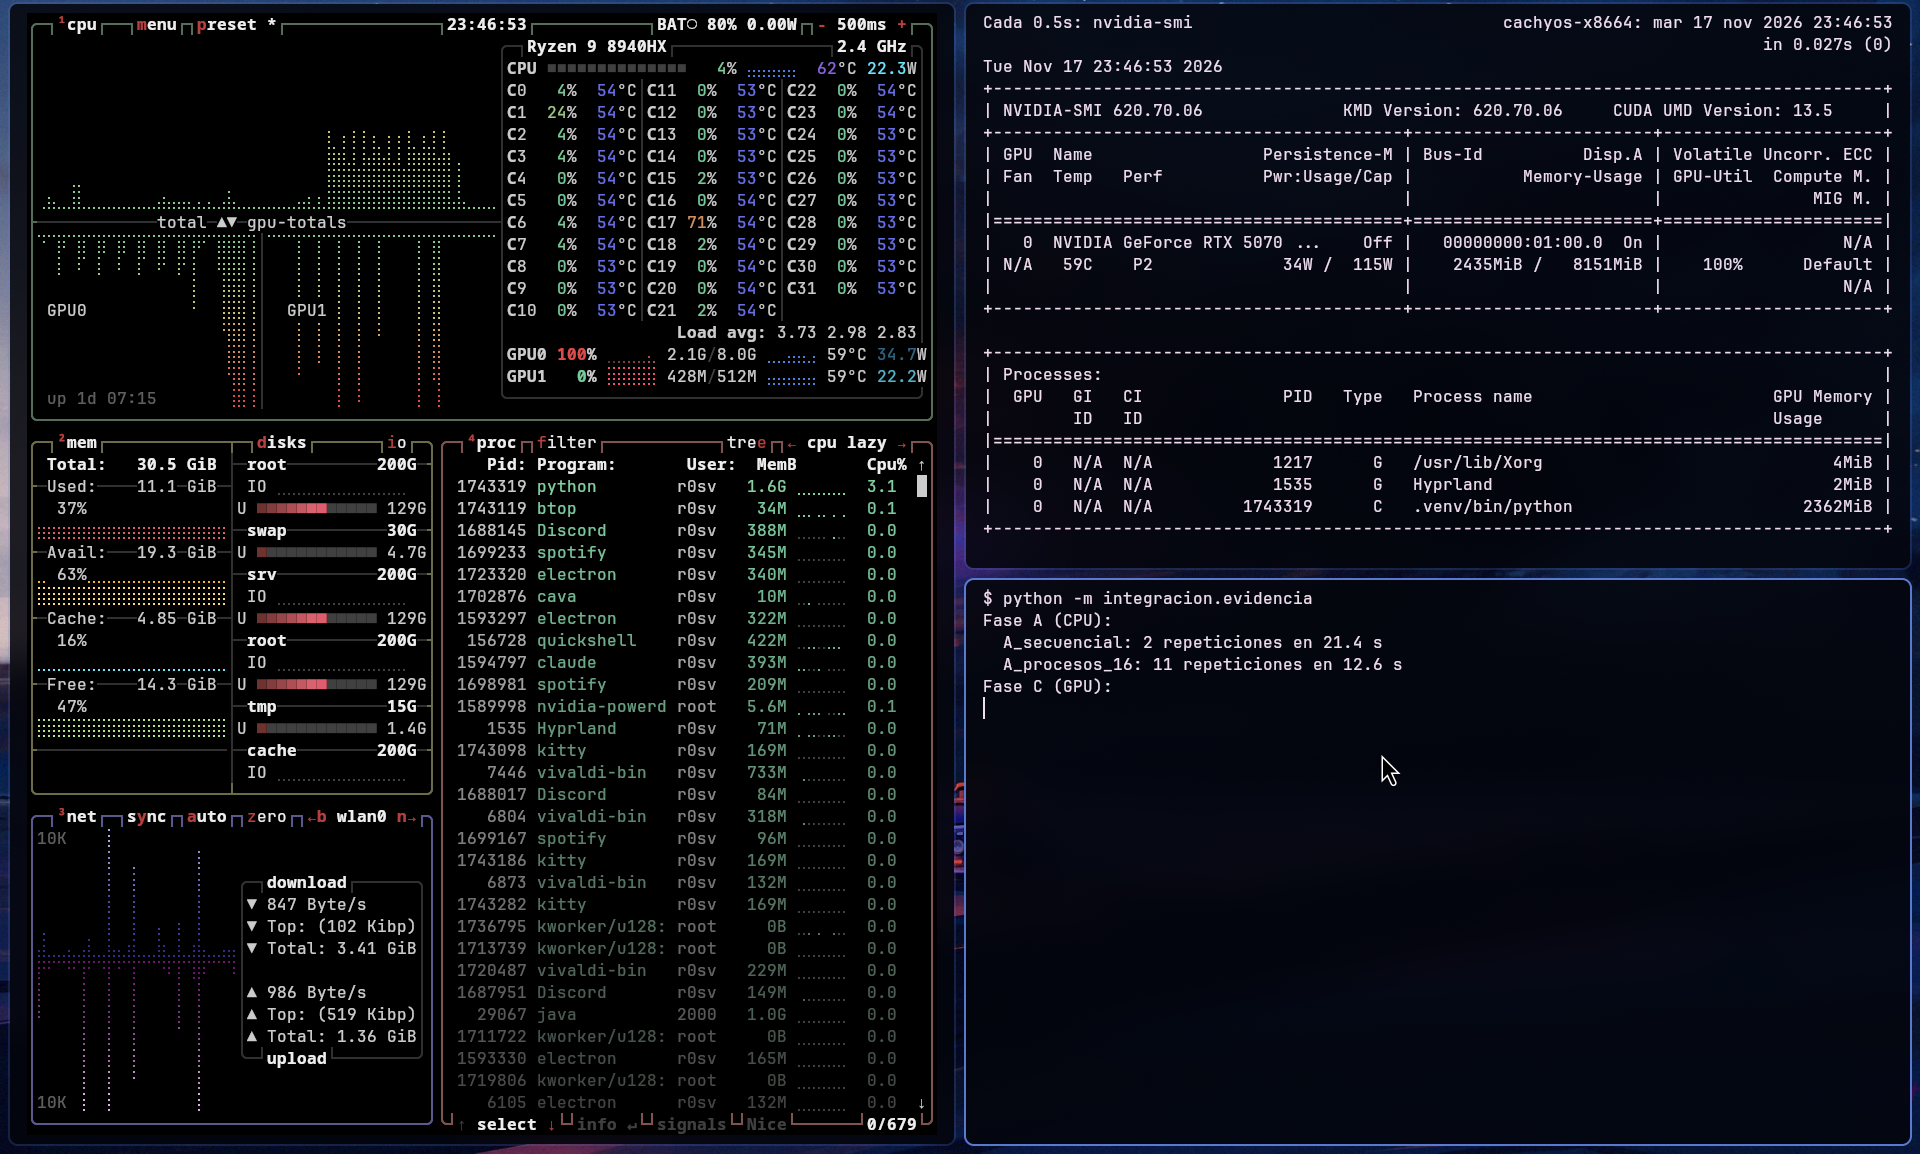 ¹cpu menu preset * 23:46:53 BAT○ 80% 0.00W - 500ms +
Ryzen 9 8940HX 2.4 GHz
CPU 4% 62°C 22.3W
C0 4% 54°C C11 0% 53°C C22 0% 54°C
C1 24% 54°C C12 0% 53°C C23 0% 54°C
C2 4% 54°C C13 0% 53°C C24 0% 53°C
C3 4% 54°C C14 0% 53°C C25 0% 53°C
C4 0% 54°C C15 2% 54°C C26 0% 53°C
C5 0% 54°C C16 0% 54°C C27 0% 53°C
C6 4% 54°C C17 71% 54°C C28 0% 53°C
C7 4% 54°C C18 2% 54°C C29 0% 53°C
C8 0% 53°C C19 0% 54°C C30 0% 53°C
C9 0% 53°C C20 0% 54°C C31 0% 53°C
C10 0% 53°C C21 2% 54°C
Load avg: 3.73 2.98 2.83
GPU0 100% 2.1G/8.0G 59°C 34.7W
GPU1 0% 428M/512M 59°C 22.2W
total ▲▼ gpu-totals
GPU0 GPU1
up 1d 07:15
²mem
Total: 30.5 GiB
Used: 11.1 GiB
37%
Avail: 19.3 GiB
63%
Cache: 4.85 GiB
16%
Free: 14.3 GiB
47%
disks io
root 200G
IO
U 129G
swap 30G
U 4.7G
srv 200G
IO
U 129G
root 200G
IO
U 129G
tmp 15G
U 1.4G
cache 200G
IO
³net sync auto zero ←b wlan0 n→
10K
download
▼ 847 Byte/s
▼ Top: (102 Kibp)
▼ Total: 3.41 GiB
▲ 986 Byte/s
▲ Top: (519 Kibp)
▲ Total: 1.36 GiB
upload
10K
⁴proc filter tree ← cpu lazy →
Pid: Program: User: MemB Cpu% ↑
1743319 python r0sv 1.6G 3.1
1743119 btop r0sv 34M 0.1
1688145 Discord r0sv 388M 0.0
1699233 spotify r0sv 345M 0.0
1723320 electron r0sv 340M 0.0
1702876 cava r0sv 10M 0.0
1593297 electron r0sv 322M 0.0
156728 quickshell r0sv 422M 0.0
1594797 claude r0sv 393M 0.0
1698981 spotify r0sv 209M 0.0
1589998 nvidia-powerd root 5.6M 0.1
1535 Hyprland r0sv 71M 0.0
1743098 kitty r0sv 169M 0.0
7446 vivaldi-bin r0sv 733M 0.0
1688017 Discord r0sv 84M 0.0
6804 vivaldi-bin r0sv 318M 0.0
1699167 spotify r0sv 96M 0.0
1743186 kitty r0sv 169M 0.0
6873 vivaldi-bin r0sv 132M 0.0
1743282 kitty r0sv 169M 0.0
1736795 kworker/u128: root 0B 0.0
1713739 kworker/u128: root 0B 0.0
1720487 vivaldi-bin r0sv 229M 0.0
1687951 Discord r0sv 149M 0.0
29067 java 2000 1.0G 0.0
1711722 kworker/u128: root 0B 0.0
1593330 electron r0sv 165M 0.0
1719806 kworker/u128: root 0B 0.0
6105 electron r0sv 132M 0.0 ↓
↑ select ↓ info ↵ signals Nice 0/679
Cada 0.5s: nvidia-smi cachyos-x8664: mar 17 nov 2026 23:46:53
in 0.027s (0)
Tue Nov 17 23:46:53 2026
| NVIDIA-SMI 620.70.06 KMD Version: 620.70.06 CUDA UMD Version: 13.5 |
| GPU Name Persistence-M | Bus-Id Disp.A | Volatile Uncorr. ECC |
| Fan Temp Perf Pwr:Usage/Cap | Memory-Usage | GPU-Util Compute M. |
| | | MIG M. |
| 0 NVIDIA GeForce RTX 5070 ... Off | 00000000:01:00.0 On | N/A |
| N/A 59C P2 34W / 115W | 2435MiB / 8151MiB | 100% Default |
| | | N/A |
| Processes: |
| GPU GI CI PID Type Process name GPU Memory |
| ID ID Usage |
| 0 N/A N/A 1217 G /usr/lib/Xorg 4MiB |
| 0 N/A N/A 1535 G Hyprland 2MiB |
| 0 N/A N/A 1743319 C .venv/bin/python 2362MiB |
$ python -m integracion.evidencia
Fase A (CPU):
A_secuencial: 2 repeticiones en 21.4 s
A_procesos_16: 11 repeticiones en 12.6 s
Fase C (GPU):